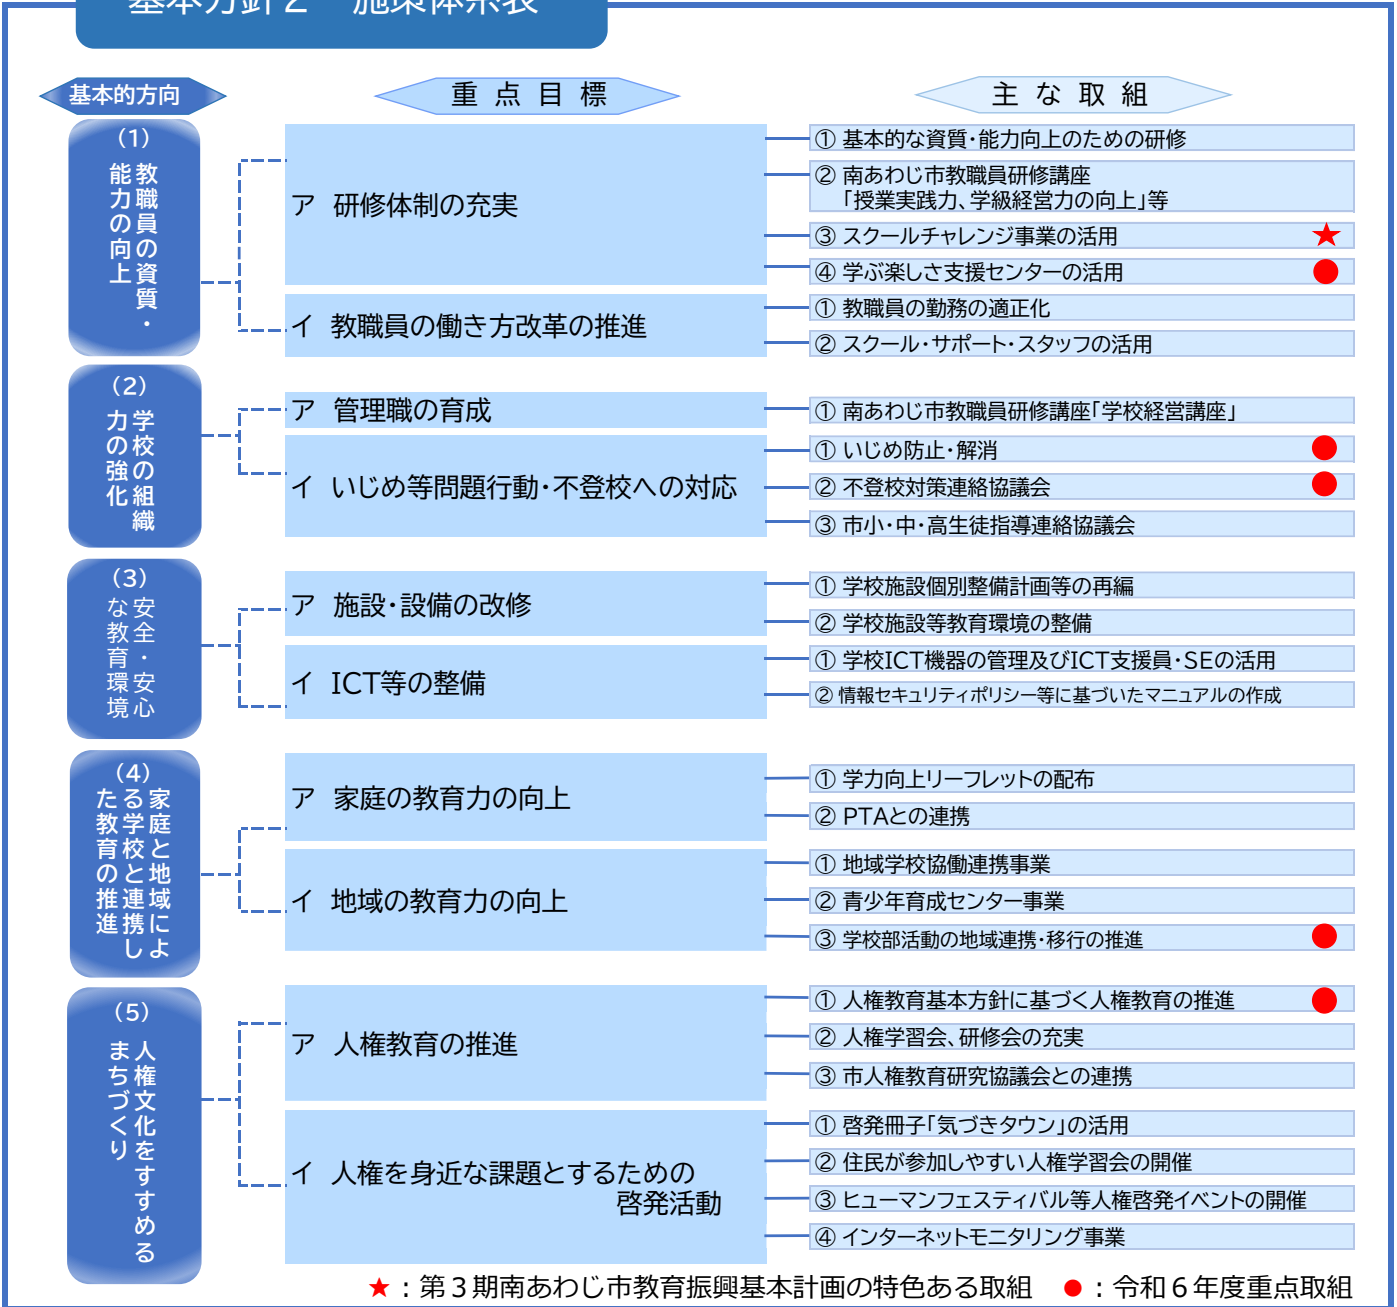 基本方針２　施策体系表
基本的方向
重点目標
主な取組
（1）
教職員の資質・
能力の向上
ア 研修体制の充実
① 基本的な資質・能力向上のための研修
② 南あわじ市教職員研修講座
「授業実践力、学級経営力の向上」等
③ スクールチャレンジ事業の活用 ★
④ 学ぶ楽しさ支援センターの活用 ●
イ 教職員の働き方改革の推進
① 教職員の勤務の適正化
② スクール・サポート・スタッフの活用
（2）
学校の組織
力の強化
ア 管理職の育成
① 南あわじ市教職員研修講座「学校経営講座」
イ いじめ等問題行動・不登校への対応
① いじめ防止・解消 ●
② 不登校対策連絡協議会 ●
③ 市小・中・高生徒指導連絡協議会
（3）
安全・安心
な教育環境
ア 施設・設備の改修
① 学校施設個別整備計画等の再編
② 学校施設等教育環境の整備
イ ICT等の整備
① 学校ICT機器の管理及びICT支援員・SEの活用
② 情報セキュリティポリシー等に基づいたマニュアルの作成
（4）
家庭と地域によ
る学校と連携し
た教育の推進
ア 家庭の教育力の向上
① 学力向上リーフレットの配布
② PTAとの連携
イ 地域の教育力の向上
① 地域学校協働連携事業
② 青少年育成センター事業
③ 学校部活動の地域連携・移行の推進 ●
（5）
人権文化をすすめる
まちづくり
ア 人権教育の推進
① 人権教育基本方針に基づく人権教育の推進 ●
② 人権学習会、研修会の充実
③ 市人権教育研究協議会との連携
イ 人権を身近な課題とするための
啓発活動
① 啓発冊子「気づきタウン」の活用
② 住民が参加しやすい人権学習会の開催
③ ヒューマンフェスティバル等人権啓発イベントの開催
④ インターネットモニタリング事業
★：第３期南あわじ市教育振興基本計画の特色ある取組 ●：令和６年度重点取組